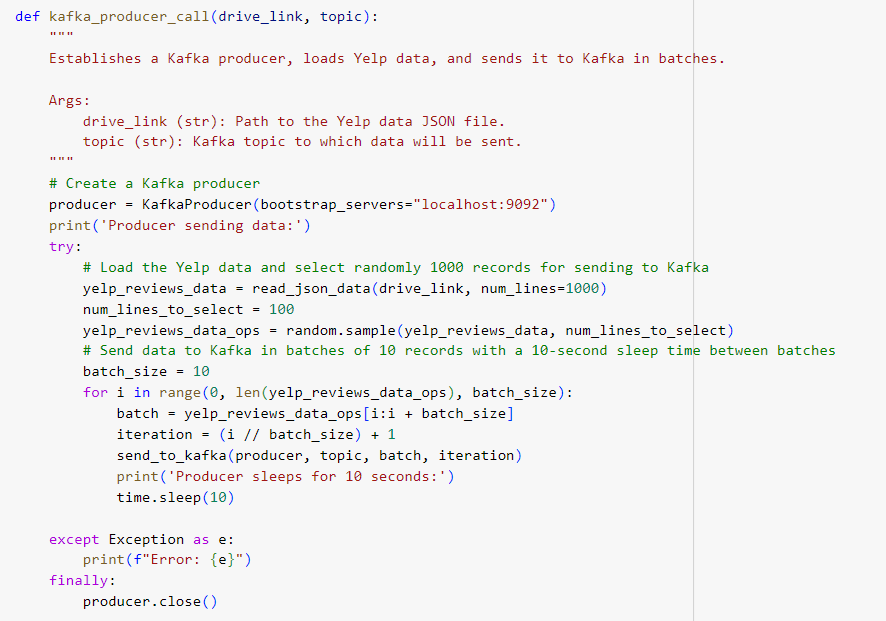 def kafka_producer_call(drive_link, topic):
    """
    Establishes a Kafka producer, loads Yelp data, and sends it to Kafka in batches.

    Args:
        drive_link (str): Path to the Yelp data JSON file.
        topic (str): Kafka topic to which data will be sent.
    """
    # Create a Kafka producer
    producer = KafkaProducer(bootstrap_servers="localhost:9092")
    print('Producer sending data:')
    try:
        # Load the Yelp data and select randomly 1000 records for sending to Kafka
        yelp_reviews_data = read_json_data(drive_link, num_lines=1000)
        num_lines_to_select = 100
        yelp_reviews_data_ops = random.sample(yelp_reviews_data, num_lines_to_select)
        # Send data to Kafka in batches of 10 records with a 10-second sleep time between batches
        batch_size = 10
        for i in range(0, len(yelp_reviews_data_ops), batch_size):
            batch = yelp_reviews_data_ops[i:i + batch_size]
            iteration = (i // batch_size) + 1
            send_to_kafka(producer, topic, batch, iteration)
            print('Producer sleeps for 10 seconds:')
            time.sleep(10)

    except Exception as e:
        print(f"Error: {e}")
    finally:
        producer.close()